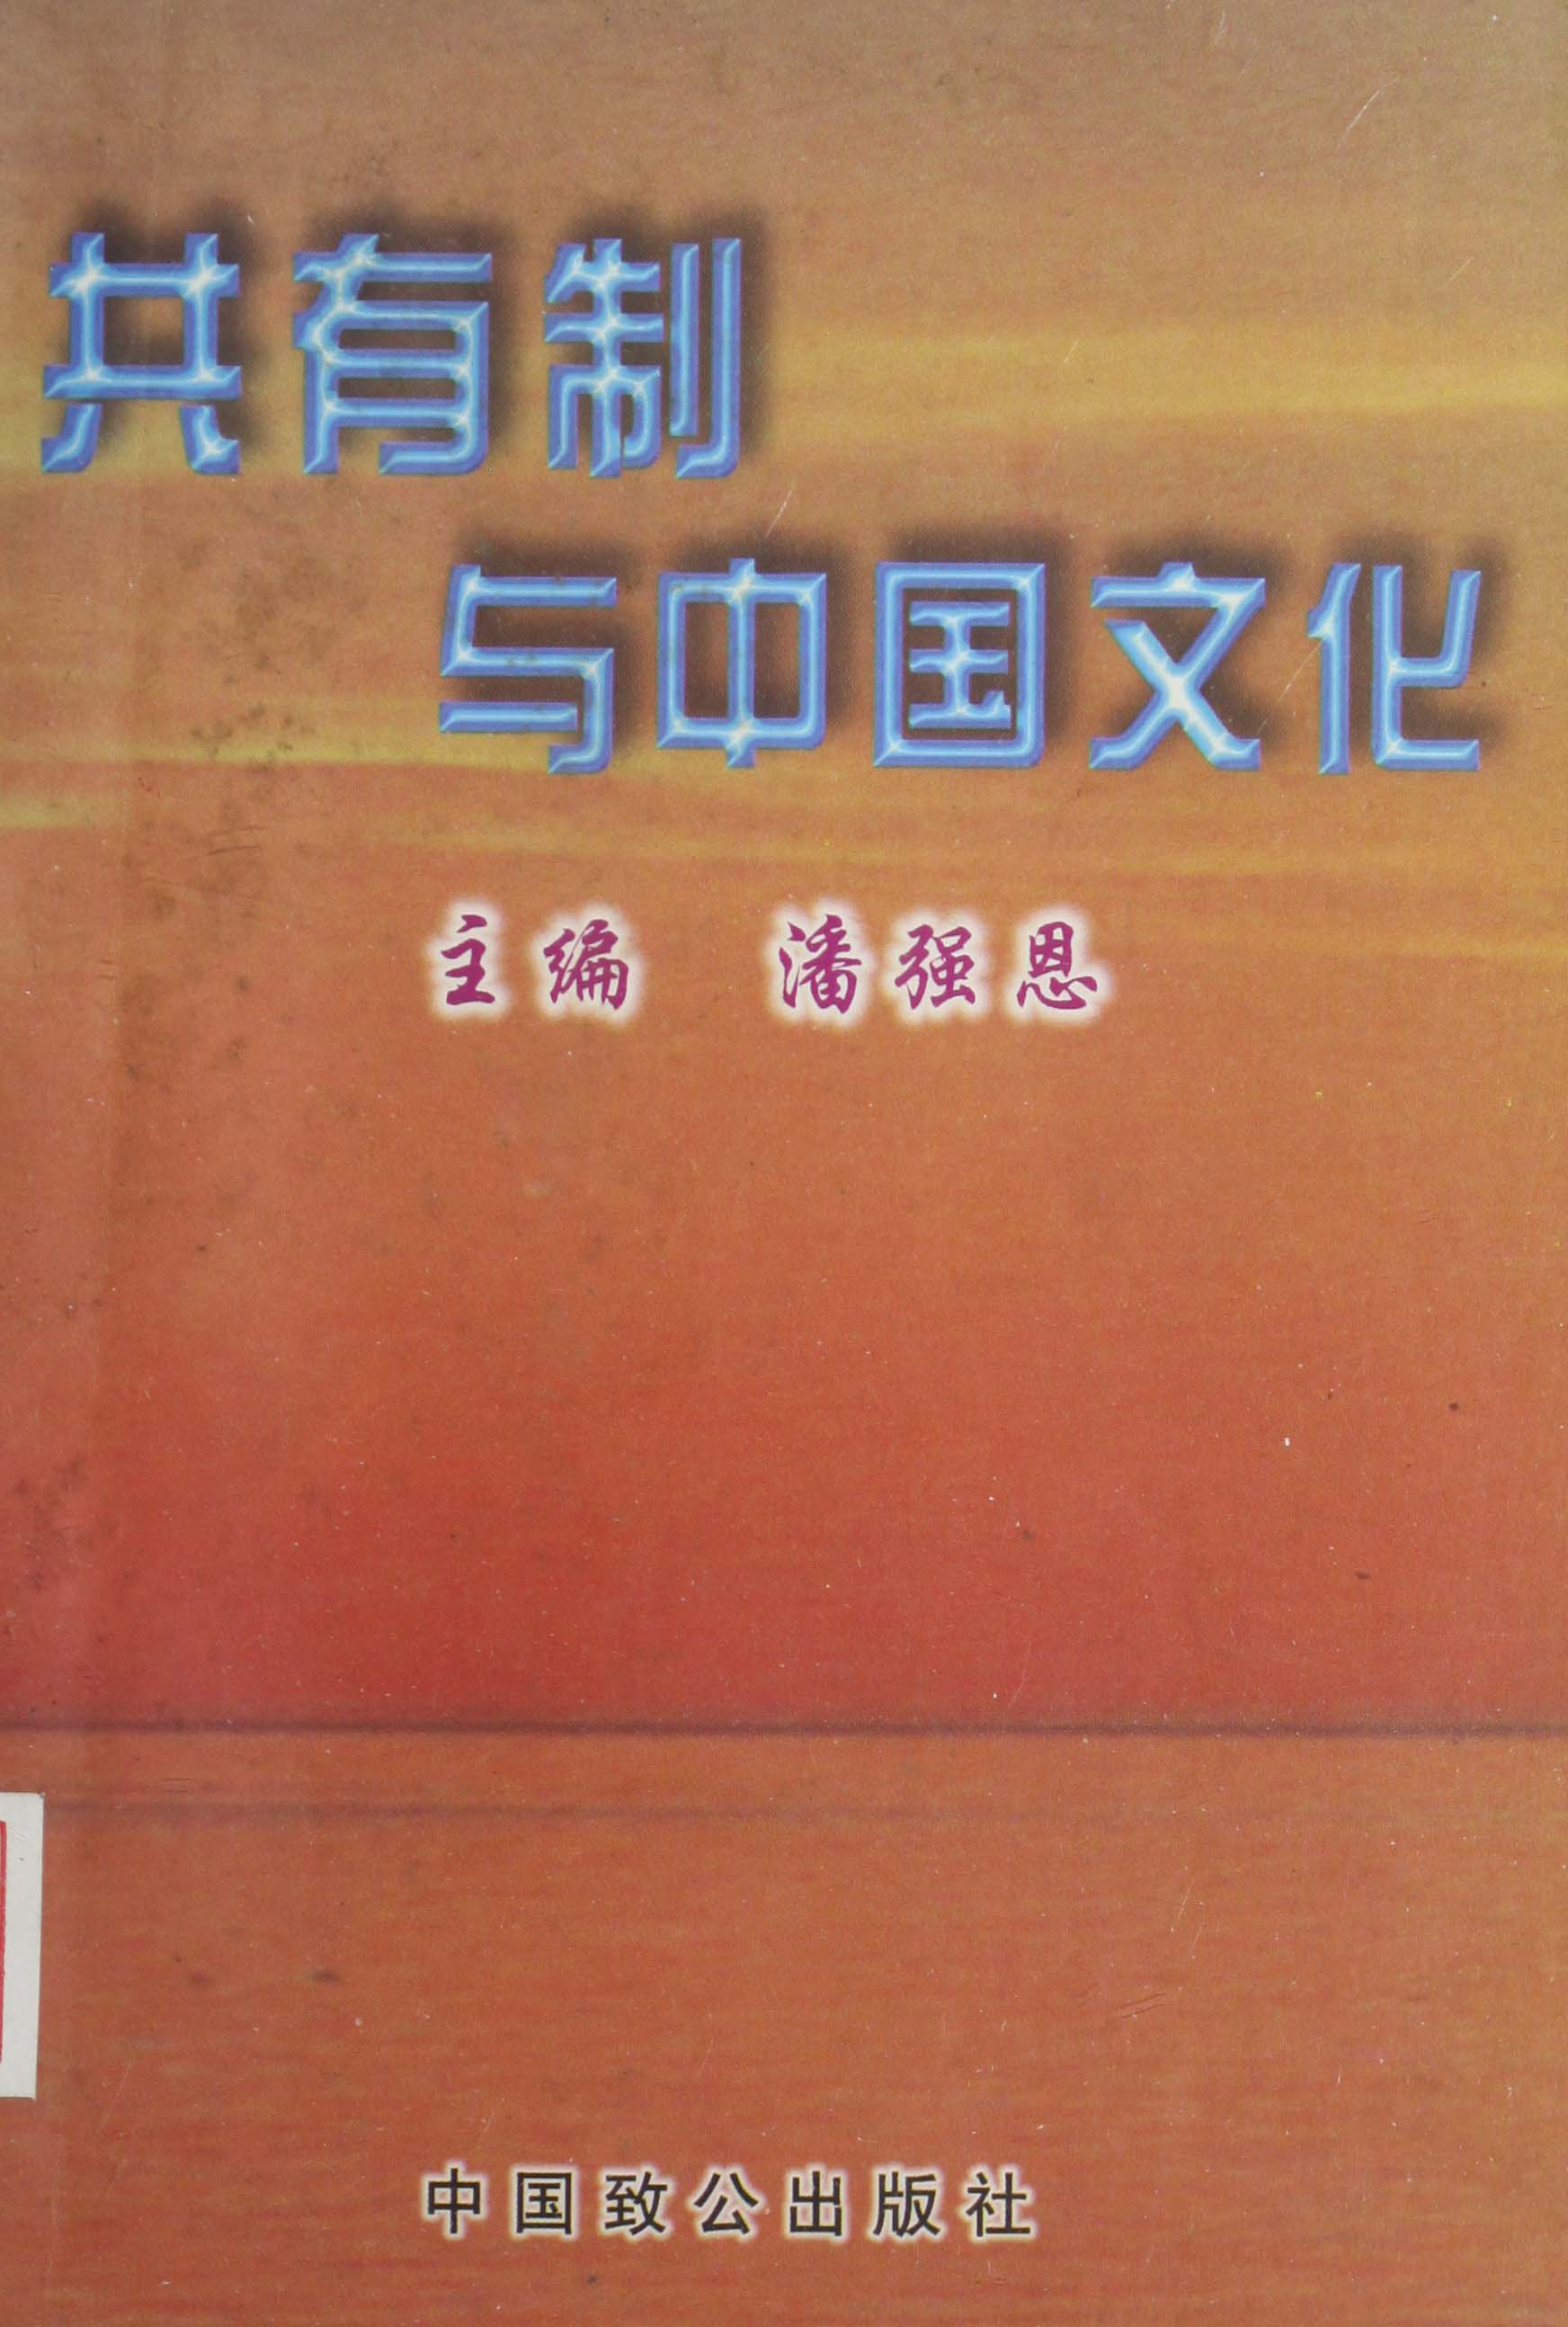 共有制
与中国文化
主编 潘强恩
中国致公出版社